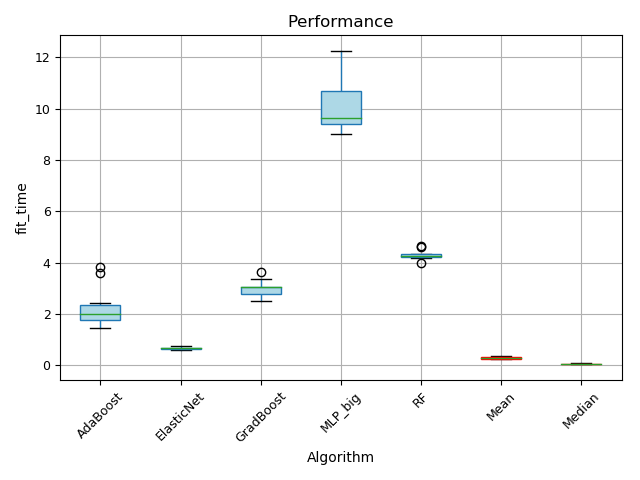 Performance
fit_time
12
10
8
6
4
2
0
AdaBoost
ElasticNet
GradBoost
MLP_big
RF
Mean
Median
Algorithm